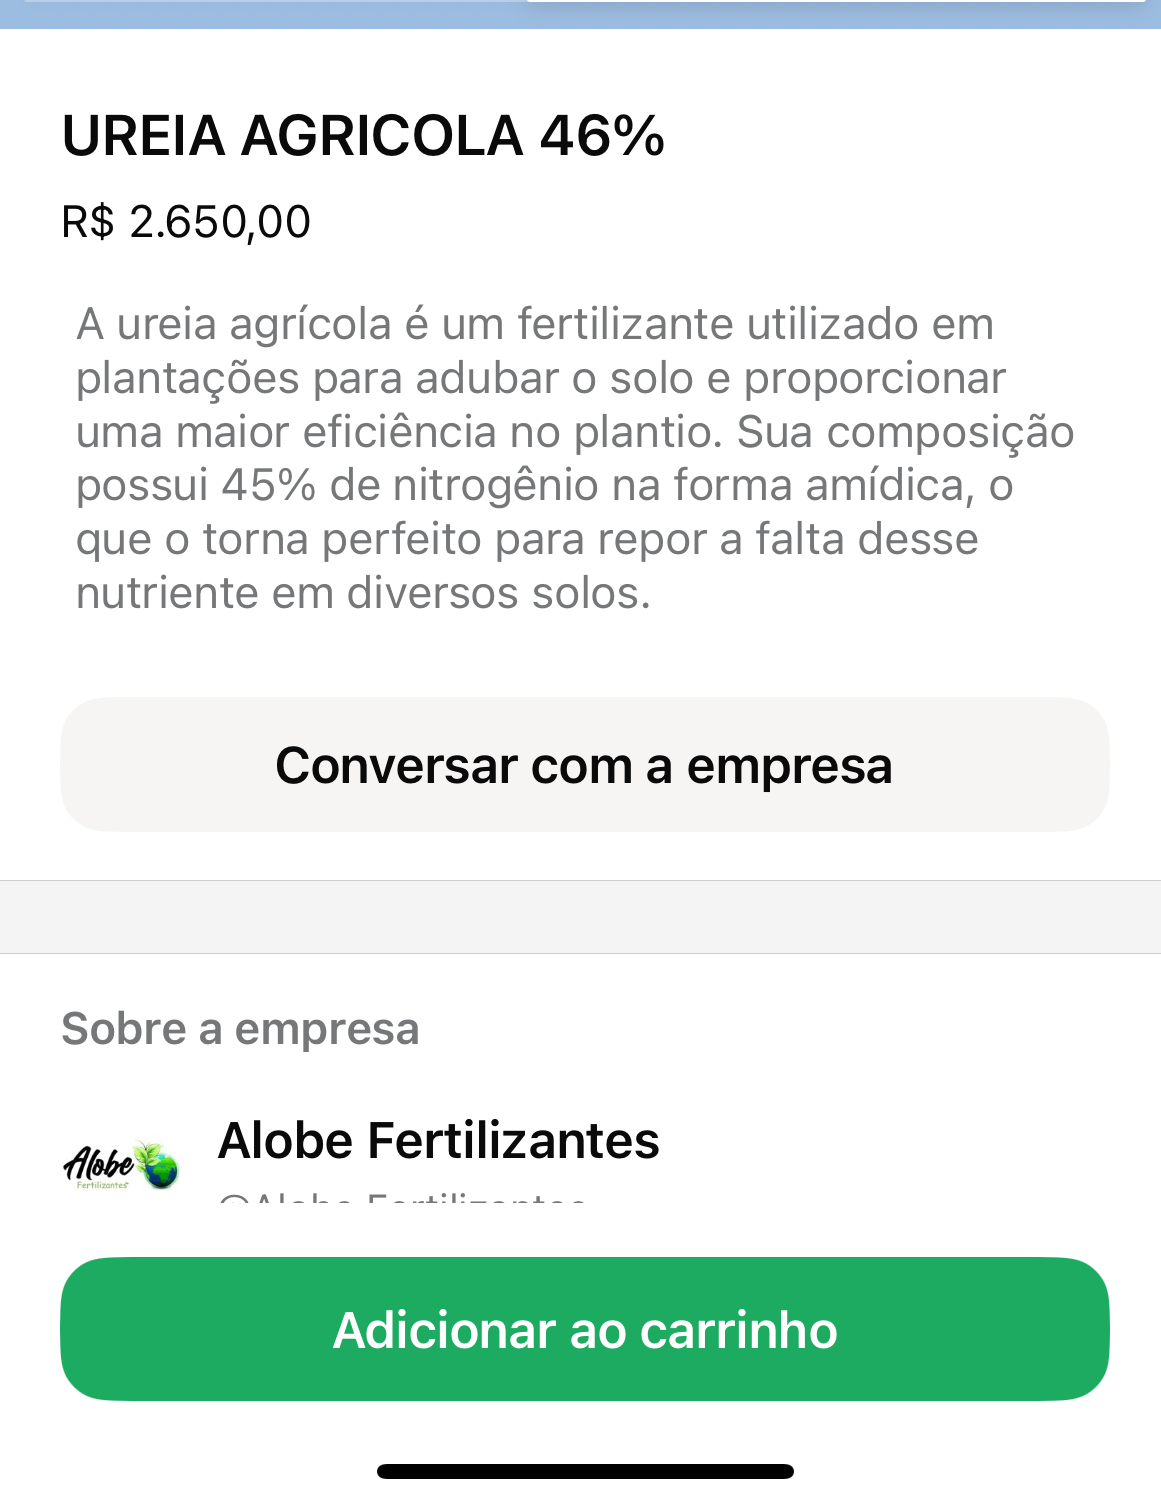 UREIA AGRICOLA 46%
R$ 2.650,00
A ureia agrícola é um fertilizante utilizado em
plantações para adubar o solo e proporcionar
uma maior eficiência no plantio. Sua composição
possui 45% de nitrogênio na forma amídica, o
que o torna perfeito para repor a falta desse
nutriente em diversos solos.
Conversar com a empresa
Sobre a empresa
Alobe
Fertilizantes
Alobe Fertilizantes
@Alobe Fertilizantes
Adicionar ao carrinho